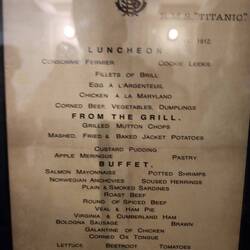 R.M.S. "TITANIC."
1912.
LUNCHEON.
CONSOMMÉ FERMIER COCKIE LEEKIE
FILLETS OF BRILL
EGG À L'ARGENTEUIL
CHICKEN À LA MARYLAND
CORNED BEEF, VEGETABLES, DUMPLINGS
FROM THE GRILL.
GRILLED MUTTON CHOPS
MASHED, FRIED & BAKED JACKET POTATOES
CUSTARD PUDDING
APPLE MERINGUE PASTRY
BUFFET.
SALMON MAYONNAISE POTTED SHRIMPS
NORWEGIAN ANCHOVIES SOUSED HERRINGS
PLAIN & SMOKED SARDINES
ROAST BEEF
ROUND OF SPICED BEEF
VEAL & HAM PIE
VIRGINIA & CUMBERLAND HAM
BOLOGNA SAUSAGE BRAWN
GALANTINE OF CHICKEN
CORNED OX TONGUE
LETTUCE BEETROOT TOMATOES